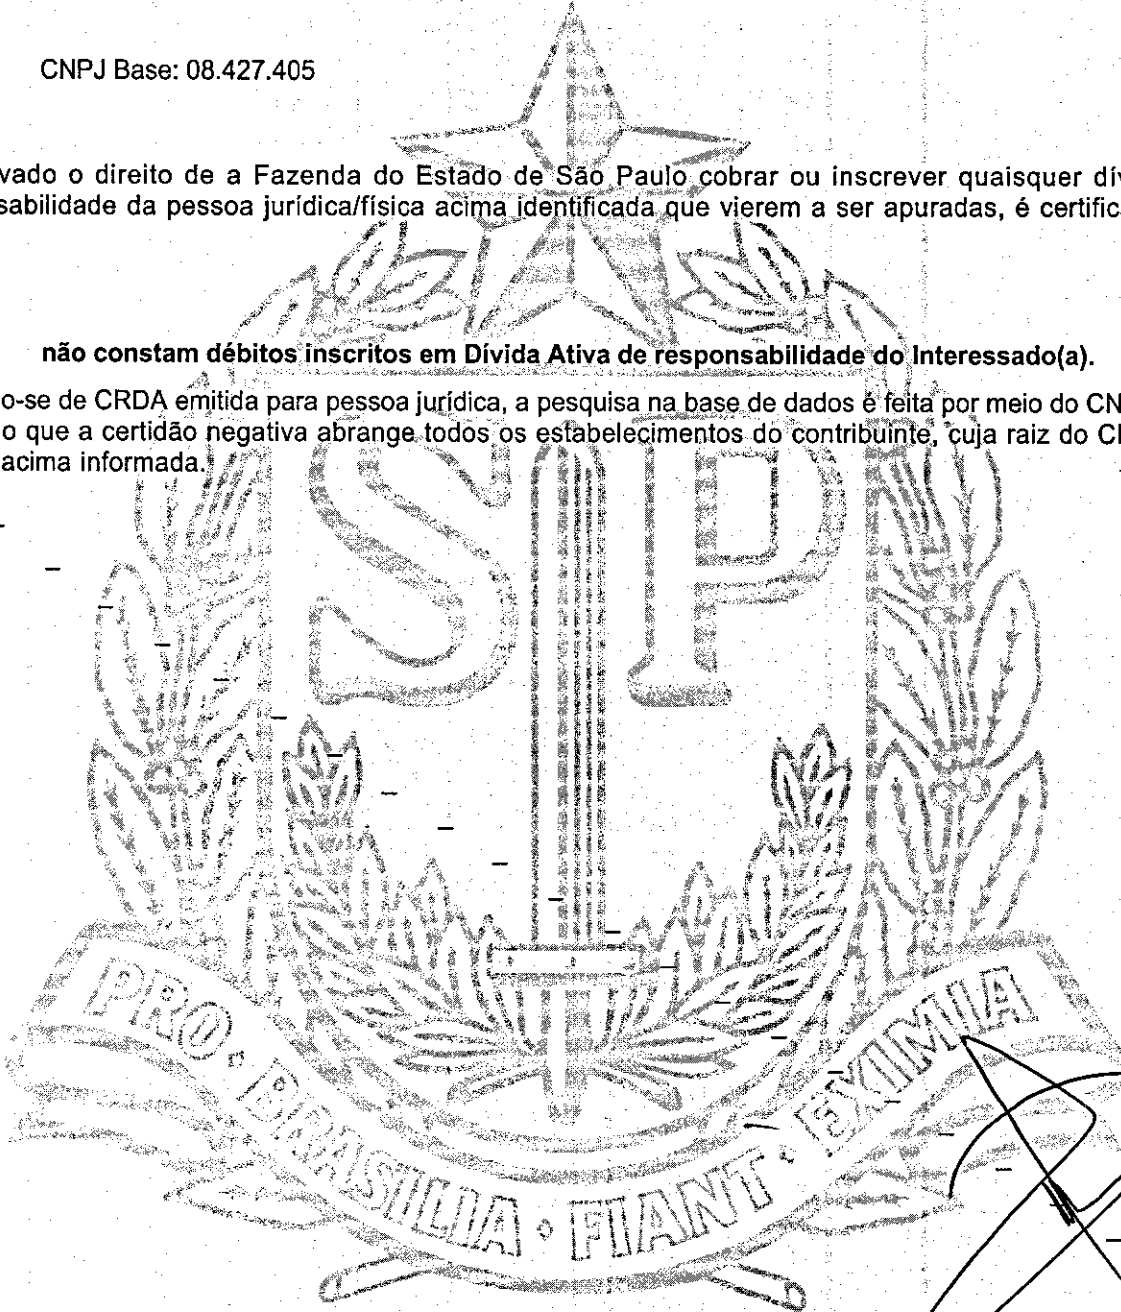 CNPJ Base: 08.427.405
vado o direito de a Fazenda do Estado de São Paulo cobrar ou inscrever quaisquer dív
sabilidade da pessoa jurídica/física acima identificada que vierem a ser apuradas, é certific
não constam débitos inscritos em Dívida Ativa de responsabilidade do Interessado(a).
o-se de CRDA emitida para pessoa jurídica, a pesquisa na base de dados é feita por meio do CN
o que a certidão negativa abrange todos os estabelecimentos do contribuinte, cuja raiz do CN
acima informada.
SP
PRO · BRASILIA · FIANT · EXIMIA